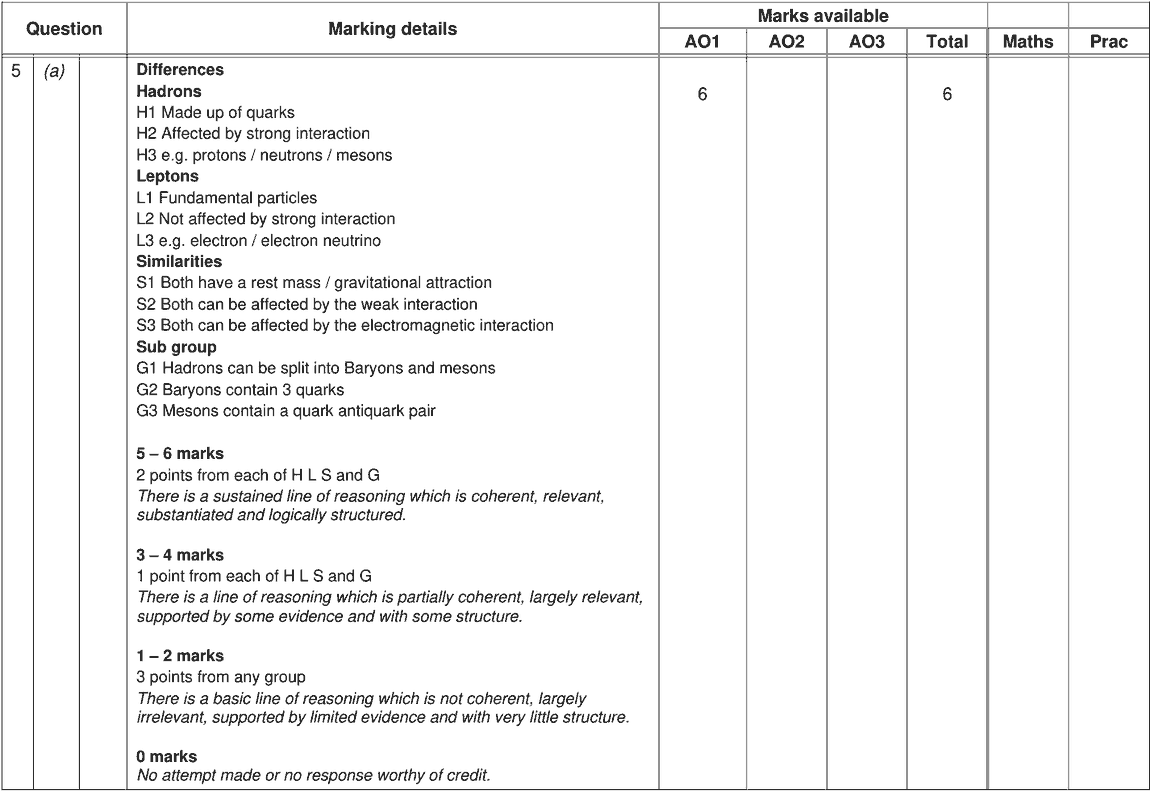 Question Marking details Marks available
AO1 AO2 AO3 Total Maths Prac
5 (a) Differences
Hadrons 6 6
H1 Made up of quarks
H2 Affected by strong interaction
H3 e.g. protons / neutrons / mesons
Leptons
L1 Fundamental particles
L2 Not affected by strong interaction
L3 e.g. electron / electron neutrino
Similarities
S1 Both have a rest mass / gravitational attraction
S2 Both can be affected by the weak interaction
S3 Both can be affected by the electromagnetic interaction
Sub group
G1 Hadrons can be split into Baryons and mesons
G2 Baryons contain 3 quarks
G3 Mesons contain a quark antiquark pair
5 – 6 marks
2 points from each of H L S and G
There is a sustained line of reasoning which is coherent, relevant,
substantiated and logically structured.
3 – 4 marks
1 point from each of H L S and G
There is a line of reasoning which is partially coherent, largely relevant,
supported by some evidence and with some structure.
1 – 2 marks
3 points from any group
There is a basic line of reasoning which is not coherent, largely
irrelevant, supported by limited evidence and with very little structure.
0 marks
No attempt made or no response worthy of credit.